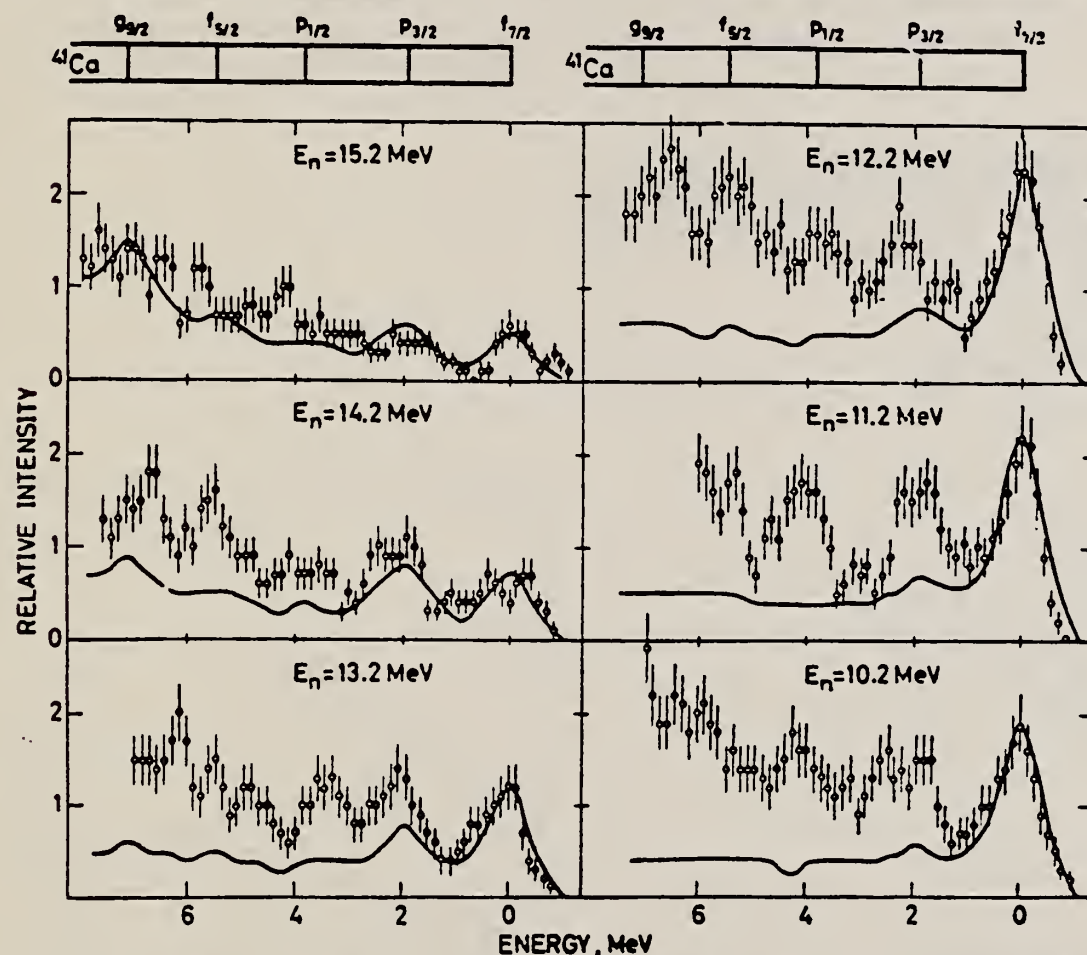 g9/2 f5/2 p1/2 p3/2 f7/2
41Ca
g9/2 f5/2 p1/2 p3/2 f7/2
41Ca
En=15.2 MeV
En=12.2 MeV
2
1
0
En=14.2 MeV
En=11.2 MeV
2
1
0
En=13.2 MeV
En=10.2 MeV
2
1
6 4 2 0
6 4 2 0
RELATIVE INTENSITY
ENERGY, MeV